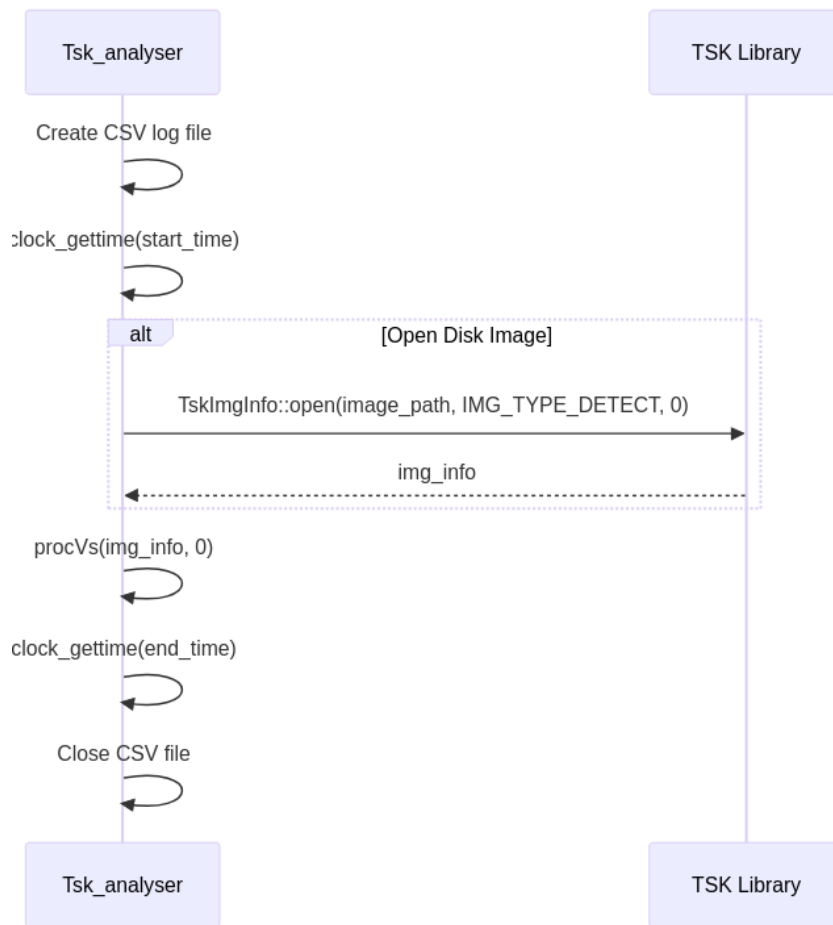 Tsk_analyser
TSK Library
Create CSV log file
clock_gettime(start_time)
alt
[Open Disk Image]
TskImgInfo::open(image_path, IMG_TYPE_DETECT, 0)
img_info
procVs(img_info, 0)
clock_gettime(end_time)
Close CSV file
Tsk_analyser
TSK Library